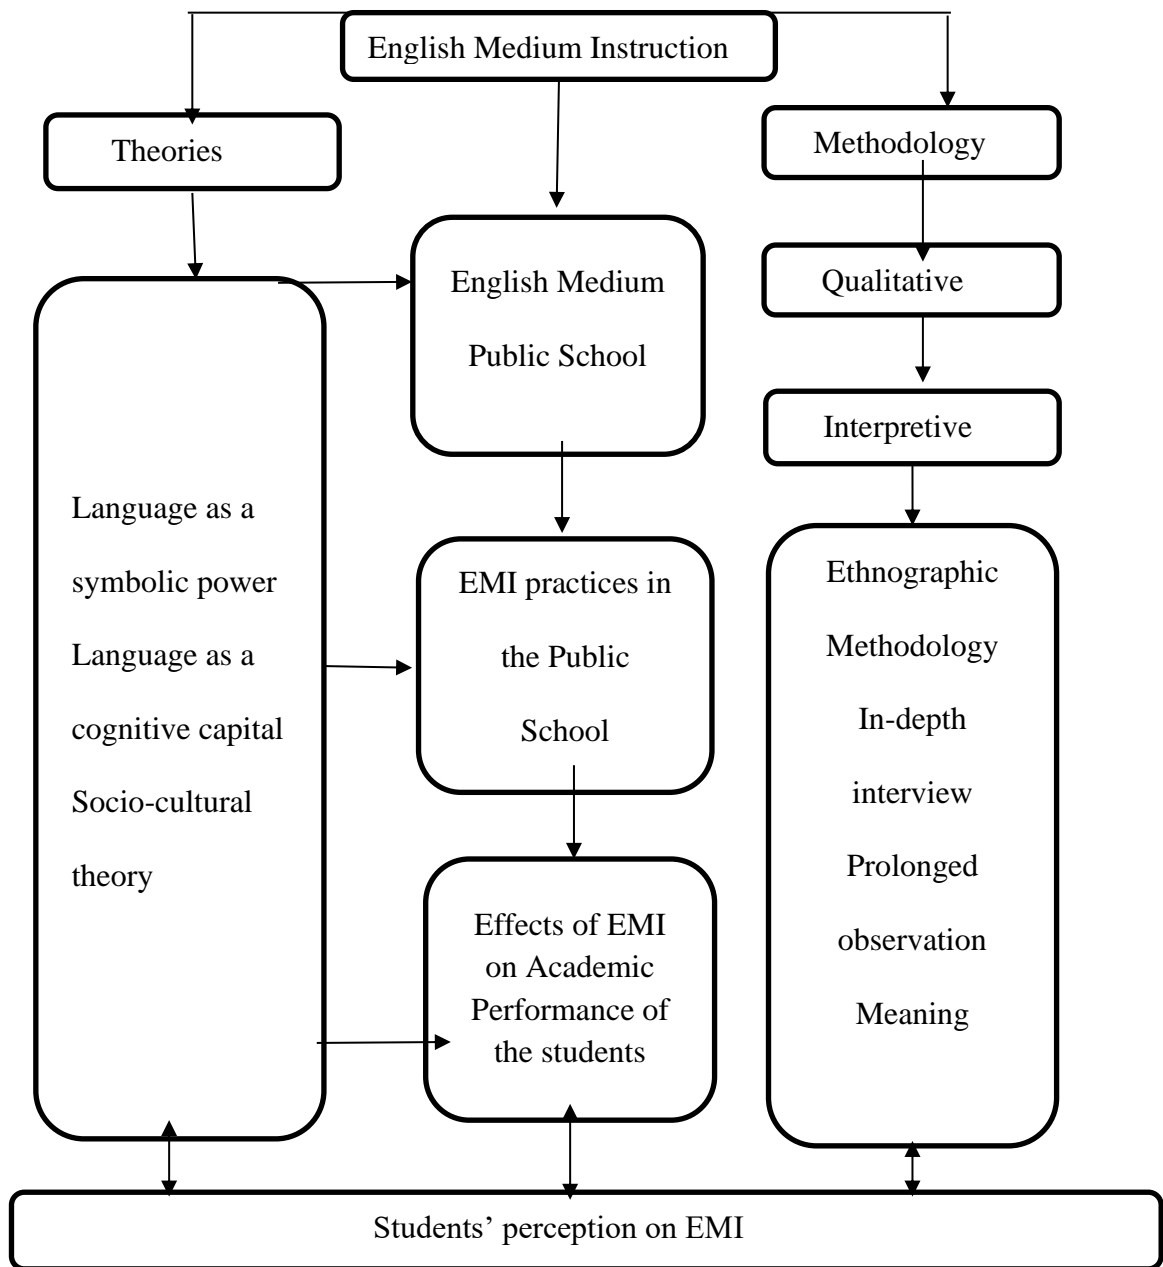 English Medium Instruction
Theories
Methodology
English Medium
Public School
Qualitative
Interpretive
Language as a
symbolic power
Language as a
cognitive capital
Socio-cultural
theory
EMI practices in
the Public
School
Ethnographic
Methodology
In-depth
interview
Prolonged
observation
Meaning
Effects of EMI
on Academic
Performance of
the students
Students’ perception on EMI